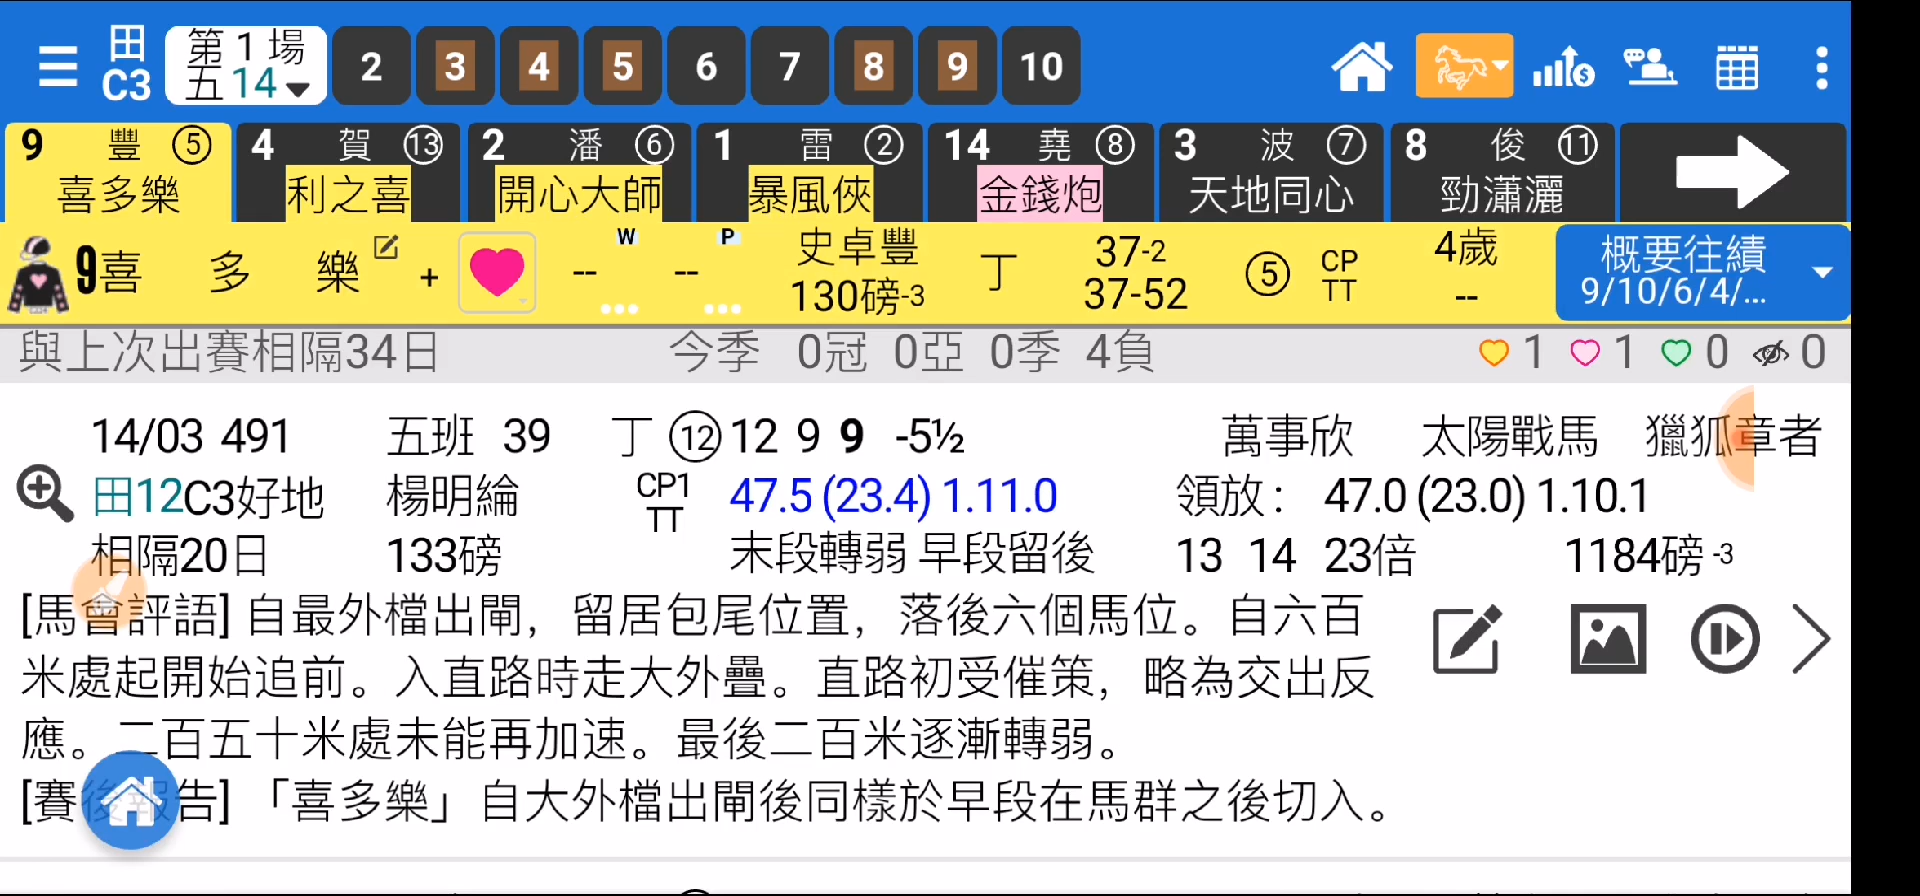 田 C3 第1場 五14 2 3 4 5 6 7 8 9 10
9 豐 ⑤ 喜多樂
4 賀 ⑬ 利之喜
2 潘 ⑥ 開心大師
1 雷 ② 暴風俠
14 堯 ⑧ 金錢炮
3 波 ⑦ 天地同心
8 俊 ⑪ 勁瀟灑
9喜多樂 + W -- P -- 史卓豐 丁 37-2 ⑤ CP 4歲 概要往績
130磅-3 37-52 TT -- 9/10/6/4/...
與上次出賽相隔34日 今季 0冠 0亞 0季 4負 1 1 0 0
14/03 491 五班 39 丁 ⑫ 12 9 9 -5½ 萬事欣 太陽戰馬 獵狐章者
田12C3好地 楊明綸 CP1 TT 47.5 (23.4) 1.11.0 領放: 47.0 (23.0) 1.10.1
相隔20日 133磅 末段轉弱 早段留後 13 14 23倍 1184磅 -3
[馬會評語] 自最外檔出閘，留居包尾位置，落後六個馬位。自六百
米處起開始追前。入直路時走大外疊。直路初受催策，略為交出反
應。二百五十米處未能再加速。最後二百米逐漸轉弱。
[賽後報告] 「喜多樂」自大外檔出閘後同樣於早段在馬群之後切入。